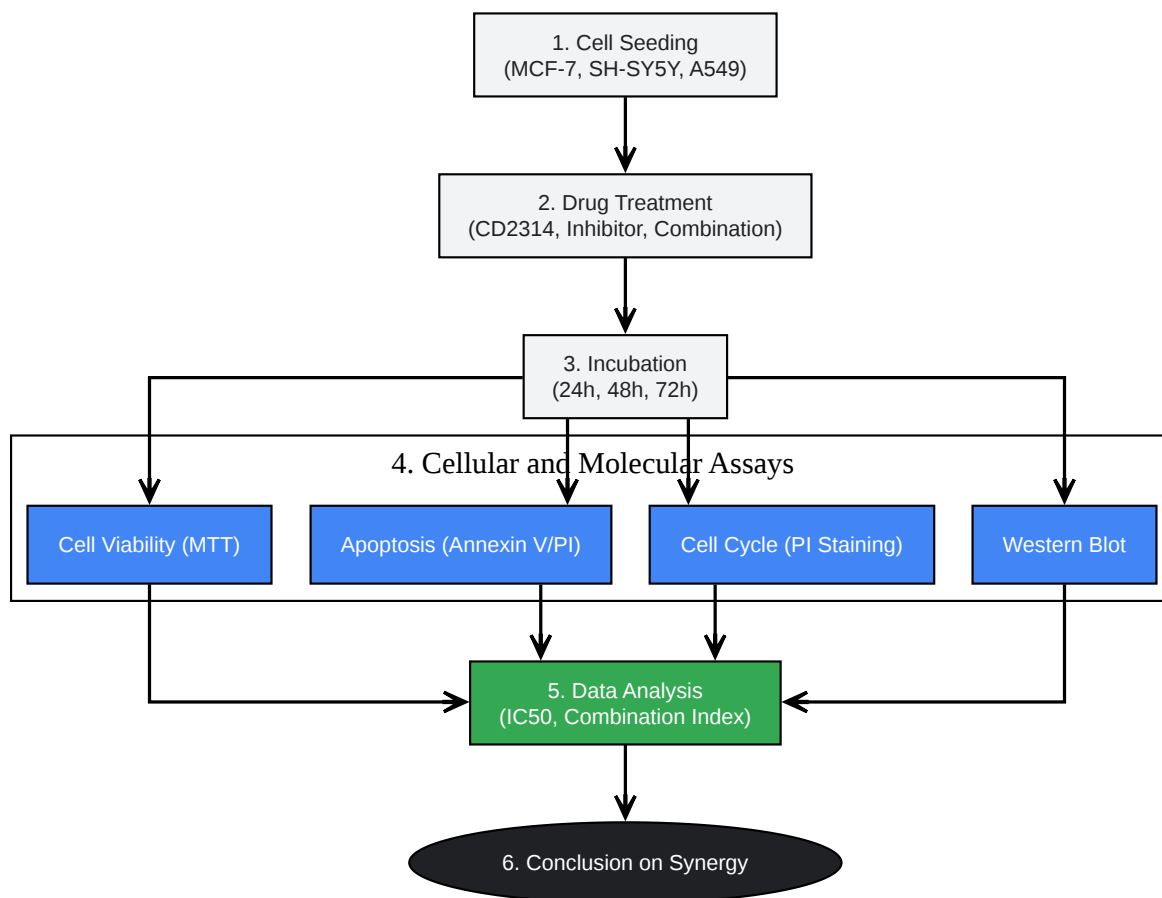 1. Cell Seeding
(MCF-7, SH-SY5Y, A549)
2. Drug Treatment
(CD2314, Inhibitor, Combination)
3. Incubation
(24h, 48h, 72h)
4. Cellular and Molecular Assays
Cell Viability (MTT)
Apoptosis (Annexin V/PI)
Cell Cycle (PI Staining)
Western Blot
5. Data Analysis
(IC50, Combination Index)
6. Conclusion on Synergy